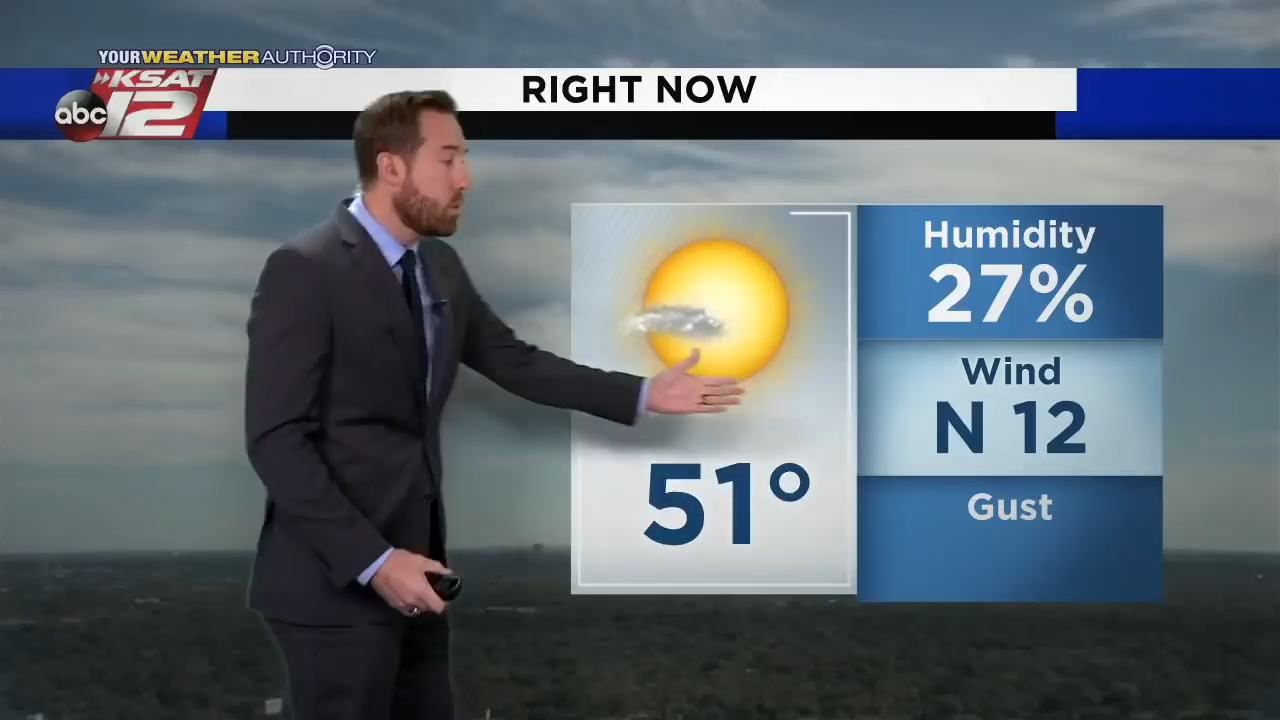 YOURWEATHERAUTHORITY
KSAT
abc 12
RIGHT NOW
Humidity
27%
Wind
N 12
51°
Gust